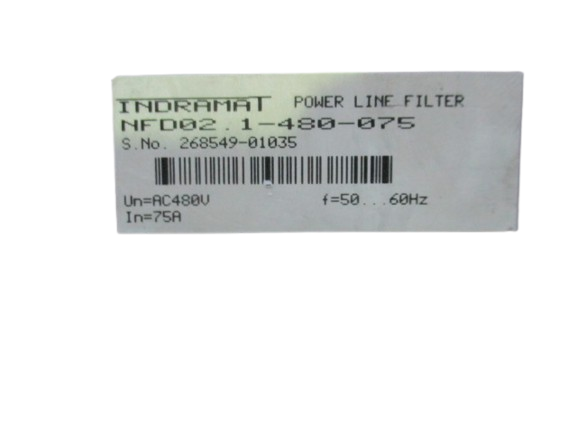 INDRAMAT POWER LINE FILTER
NFD02.1-480-075
S.No. 268549-01035
Un=AC480V f=50...60Hz
In=75A